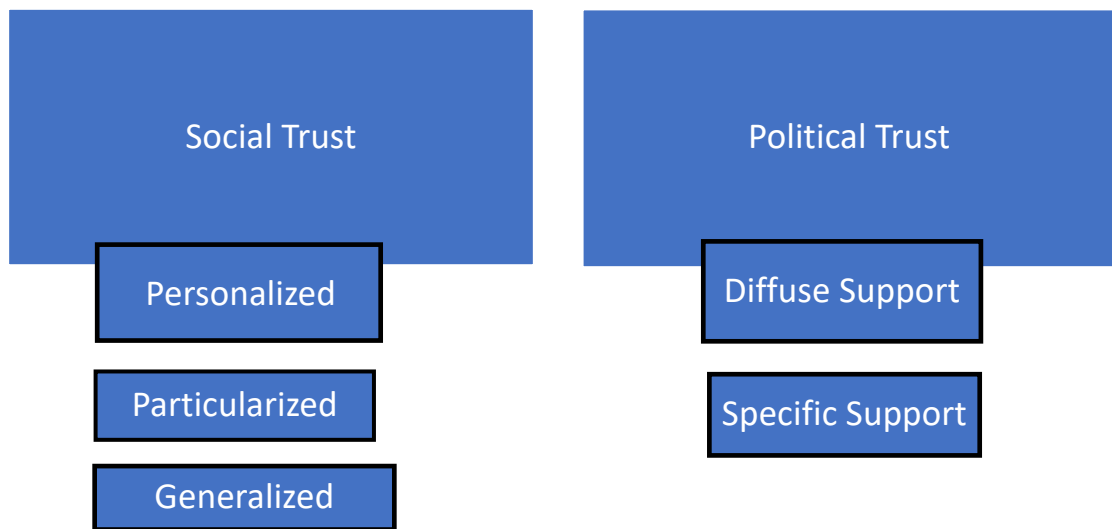 Social Trust
Personalized
Particularized
Generalized
Political Trust
Diffuse Support
Specific Support